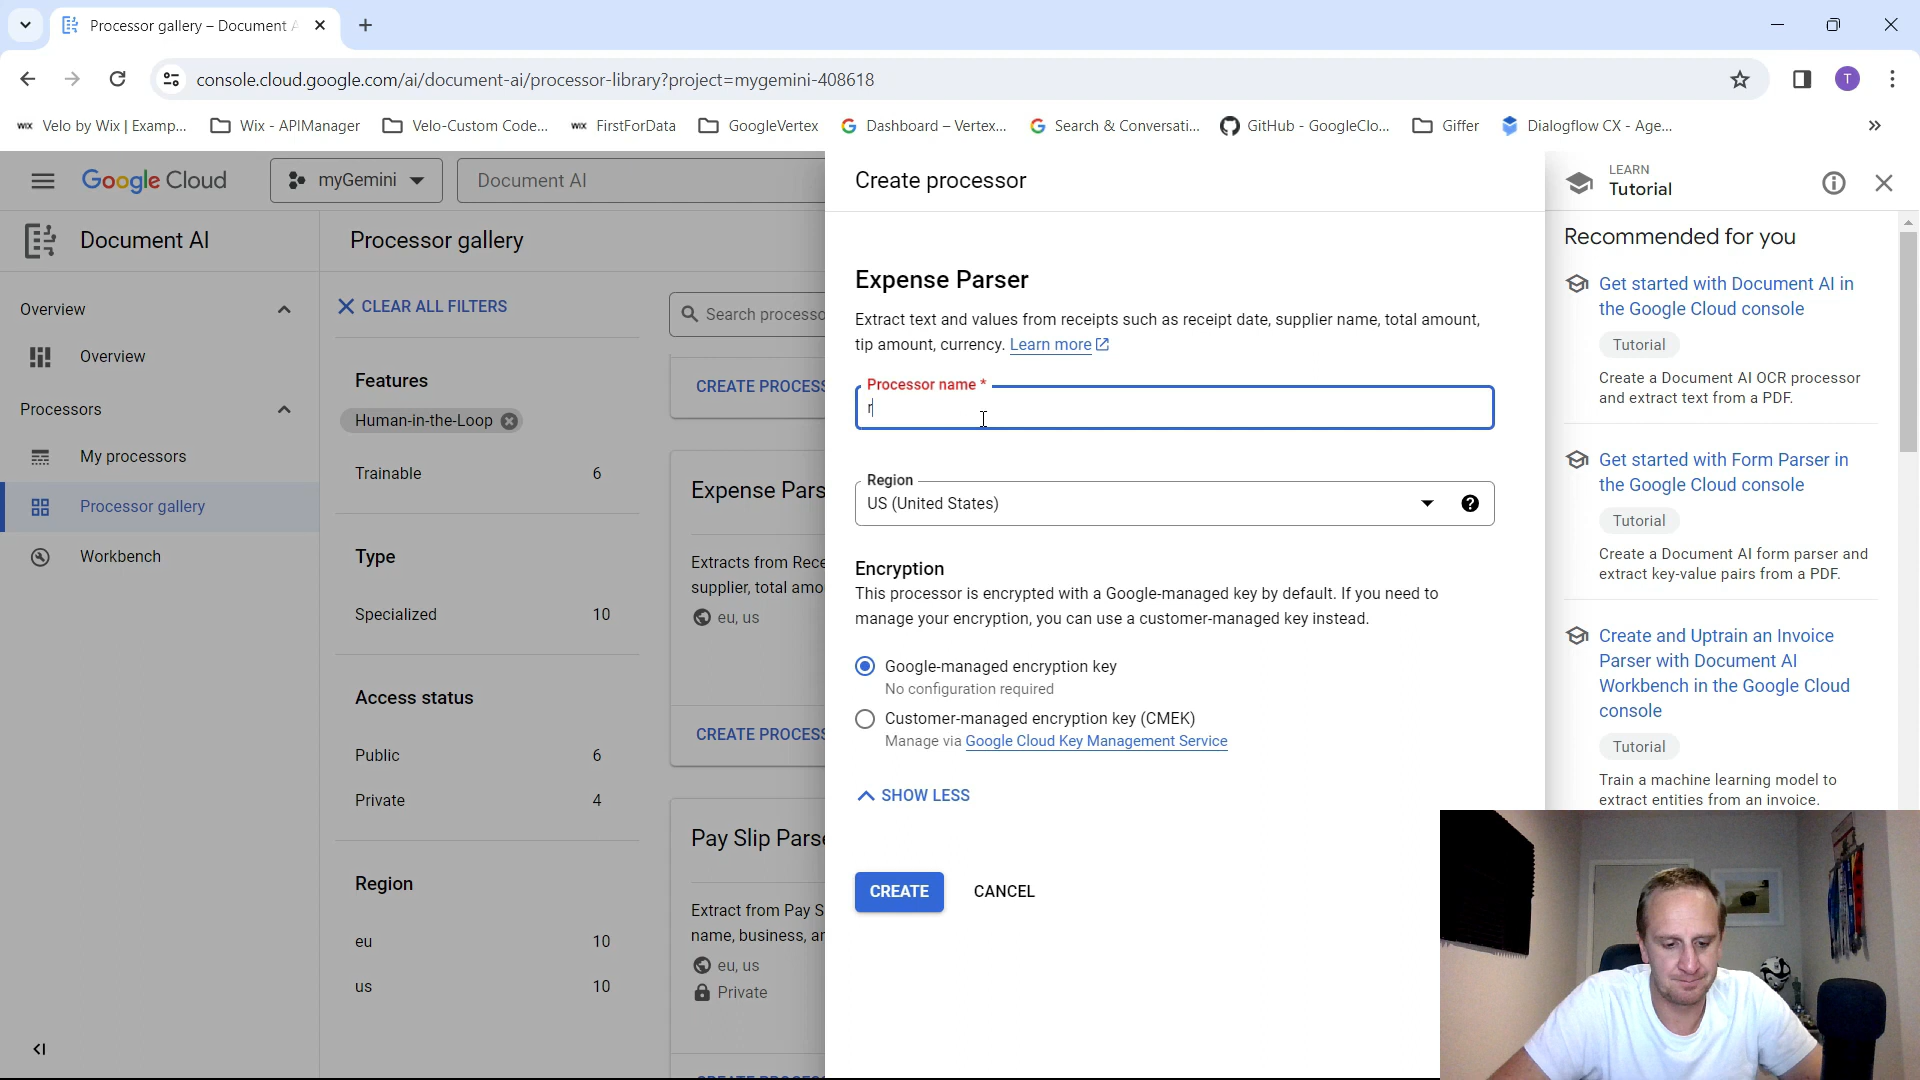 Processor gallery – Document A
console.cloud.google.com/ai/document-ai/processor-library?project=mygemini-408618
T
WIX Velo by Wix | Examp...
Wix - APIManager
Velo-Custom Code...
WIX FirstForData
GoogleVertex
Dashboard – Vertex...
Search & Conversati...
GitHub - GoogleClo...
Giffer
Dialogflow CX - Age...
Google Cloud
myGemini
Document AI
Document AI
Overview
Overview
Processors
My processors
Processor gallery
Workbench
Processor gallery
CLEAR ALL FILTERS
Features
Human-in-the-Loop
Trainable 6
Type
Specialized 10
Access status
Public 6
Private 4
Region
eu 10
us 10
Search processo
CREATE PROCESS
Expense Pars
Extracts from Rece
supplier, total amo
eu, us
CREATE PROCESS
Pay Slip Parse
Extract from Pay S
name, business, an
eu, us
Private
CREATE PROCESS
Create processor
Expense Parser
Extract text and values from receipts such as receipt date, supplier name, total amount,
tip amount, currency. Learn more
Processor name *
r
Region
US (United States)
Encryption
This processor is encrypted with a Google-managed key by default. If you need to
manage your encryption, you can use a customer-managed key instead.
Google-managed encryption key
No configuration required
Customer-managed encryption key (CMEK)
Manage via Google Cloud Key Management Service
SHOW LESS
CREATE
CANCEL
LEARN
Tutorial
Recommended for you
Get started with Document AI in
the Google Cloud console
Tutorial
Create a Document AI OCR processor
and extract text from a PDF.
Get started with Form Parser in
the Google Cloud console
Tutorial
Create a Document AI form parser and
extract key-value pairs from a PDF.
Create and Uptrain an Invoice
Parser with Document AI
Workbench in the Google Cloud
console
Tutorial
Train a machine learning model to
extract entities from an invoice.